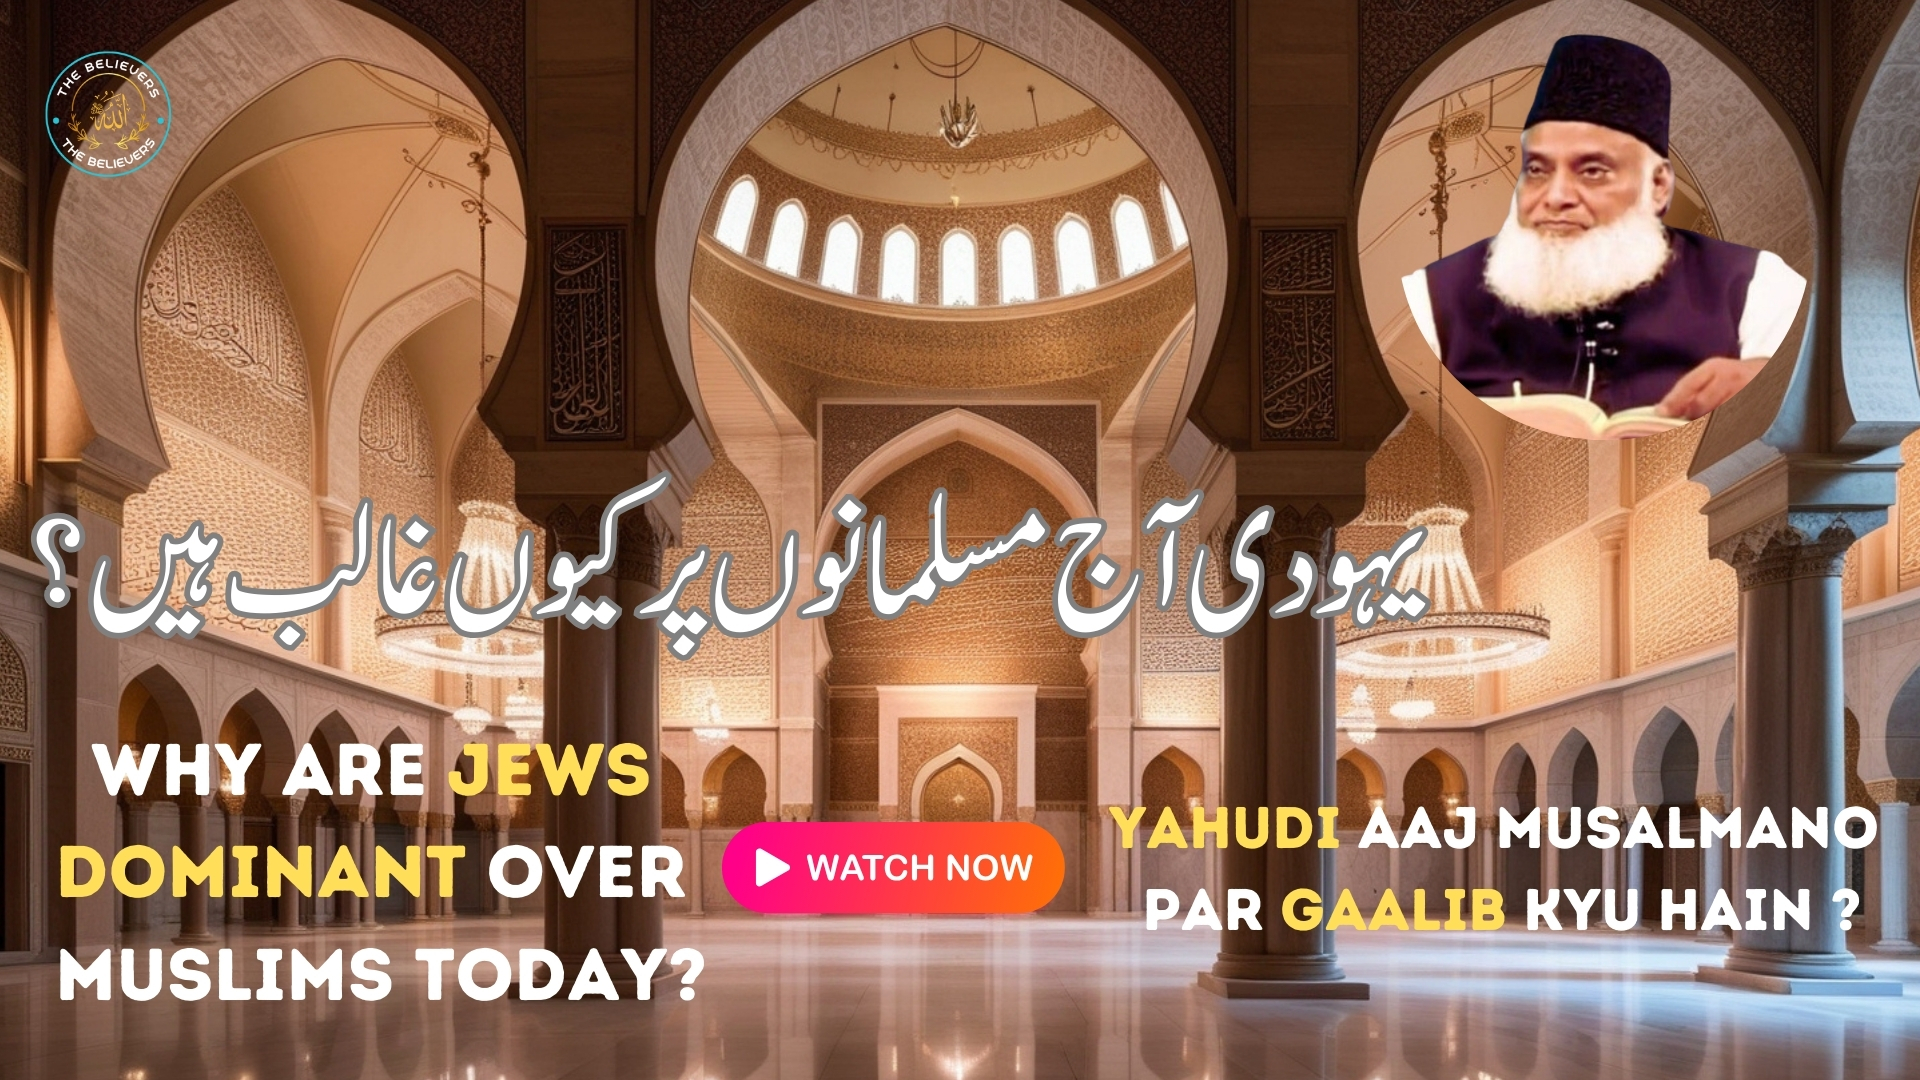 THE BELIEVERS
الله
THE BELIEVERS
یہودی آج مسلمانوں پر کیوں غالب ہیں ؟
WHY ARE JEWS
DOMINANT OVER
MUSLIMS TODAY?
WATCH NOW
YAHUDI AAJ MUSALMANO
PAR GAALIB KYU HAIN ?